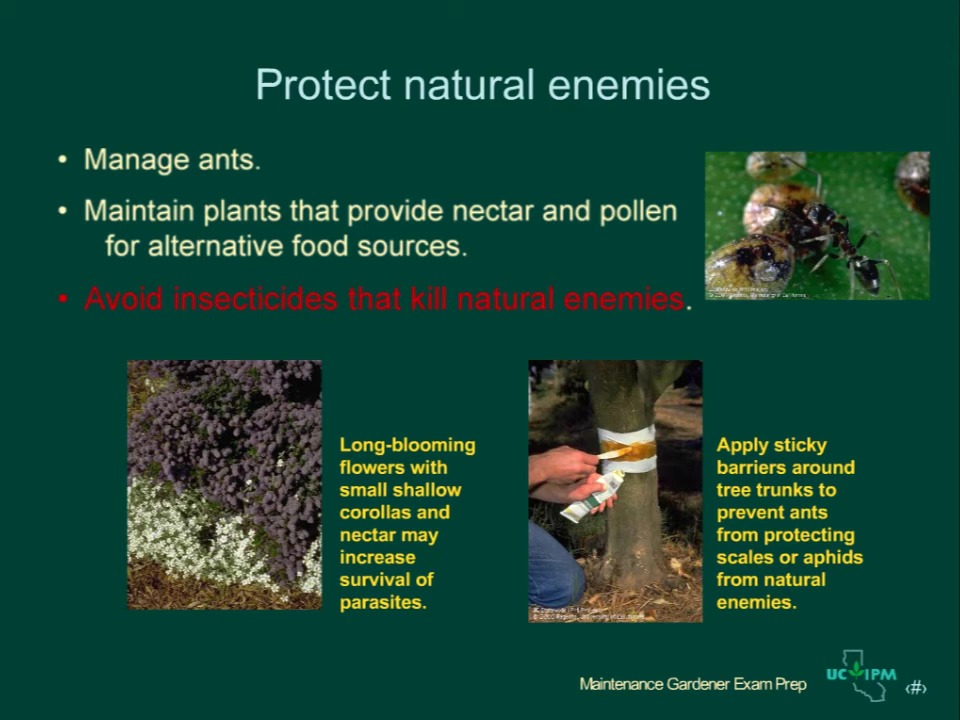 Protect natural enemies
• Manage ants.
• Maintain plants that provide nectar and pollen
for alternative food sources.
• Avoid insecticides that kill natural enemies.
Long-blooming
flowers with
small shallow
corollas and
nectar may
increase
survival of
parasites.
Apply sticky
barriers around
tree trunks to
prevent ants
from protecting
scales or aphids
from natural
enemies.
Maintenance Gardener Exam Prep
UC IPM
‹#›